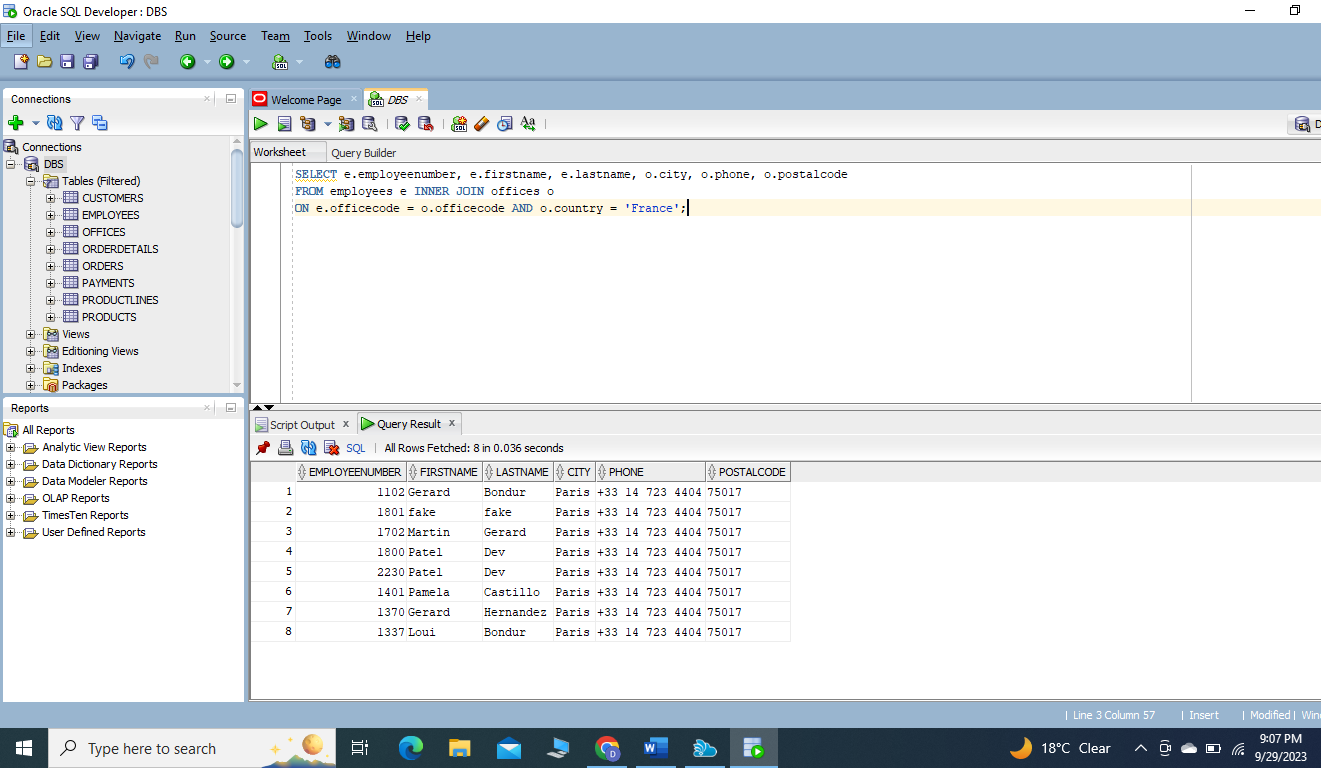 Oracle SQL Developer : DBS
File Edit View Navigate Run Source Team Tools Window Help
Connections
Welcome Page
DBS
Connections
DBS
Tables (Filtered)
CUSTOMERS
EMPLOYEES
OFFICES
ORDERDETAILS
ORDERS
PAYMENTS
PRODUCTLINES
PRODUCTS
Views
Editioning Views
Indexes
Packages
Reports
All Reports
Analytic View Reports
Data Dictionary Reports
Data Modeler Reports
OLAP Reports
TimesTen Reports
User Defined Reports
Worksheet Query Builder
SELECT e.employeenumber, e.firstname, e.lastname, o.city, o.phone, o.postalcode
FROM employees e INNER JOIN offices o
ON e.officecode = o.officecode AND o.country = 'France';
Script Output Query Result
SQL | All Rows Fetched: 8 in 0.036 seconds
EMPLOYEENUMBER FIRSTNAME LASTNAME CITY PHONE POSTALCODE
1 1102 Gerard Bondur Paris +33 14 723 4404 75017
2 1801 fake fake Paris +33 14 723 4404 75017
3 1702 Martin Gerard Paris +33 14 723 4404 75017
4 1800 Patel Dev Paris +33 14 723 4404 75017
5 2230 Patel Dev Paris +33 14 723 4404 75017
6 1401 Pamela Castillo Paris +33 14 723 4404 75017
7 1370 Gerard Hernandez Paris +33 14 723 4404 75017
8 1337 Loui Bondur Paris +33 14 723 4404 75017
| Line 3 Column 57 | Insert | Modified | Win
Type here to search
18°C Clear
9:07 PM
9/29/2023